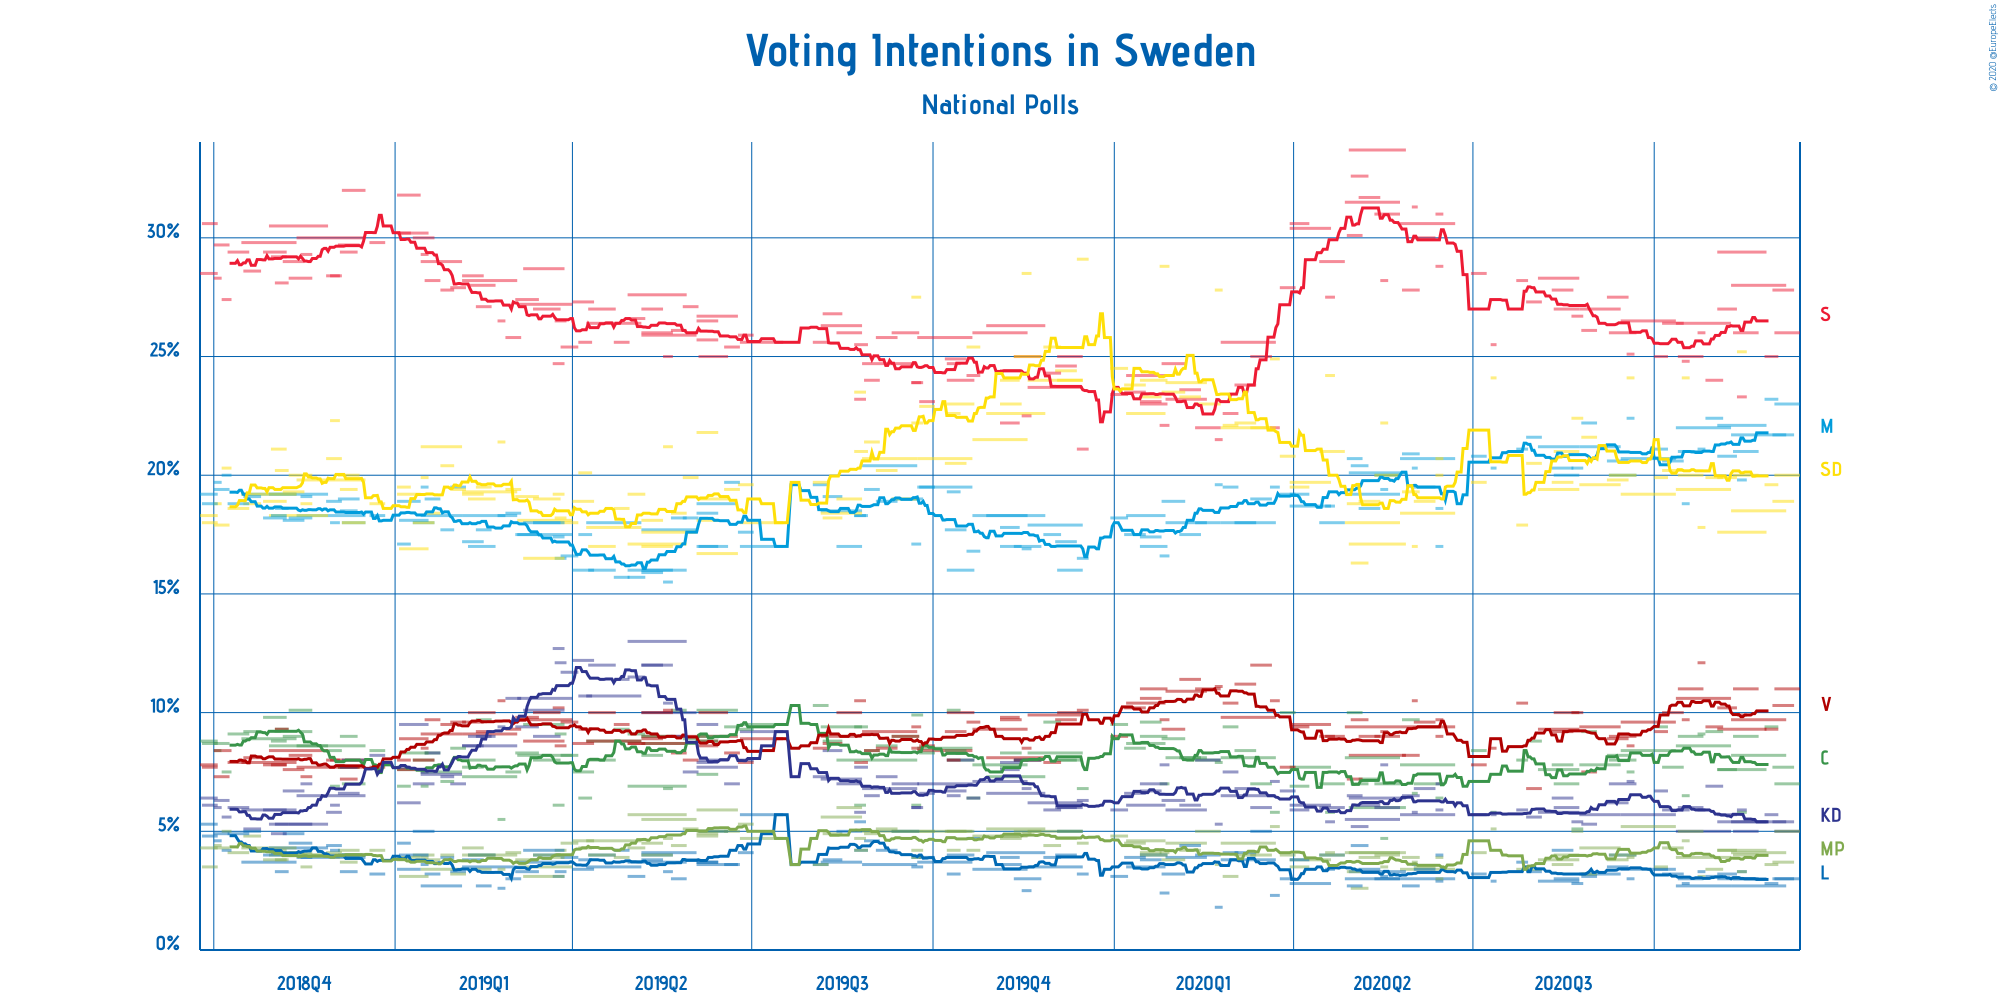 Voting Intentions in Sweden
National Polls
© 2020 @EuropeElects
30%
25%
20%
15%
10%
5%
0%
S
M
SD
V
C
KD
MP
L
2018Q4
2019Q1
2019Q2
2019Q3
2019Q4
2020Q1
2020Q2
2020Q3